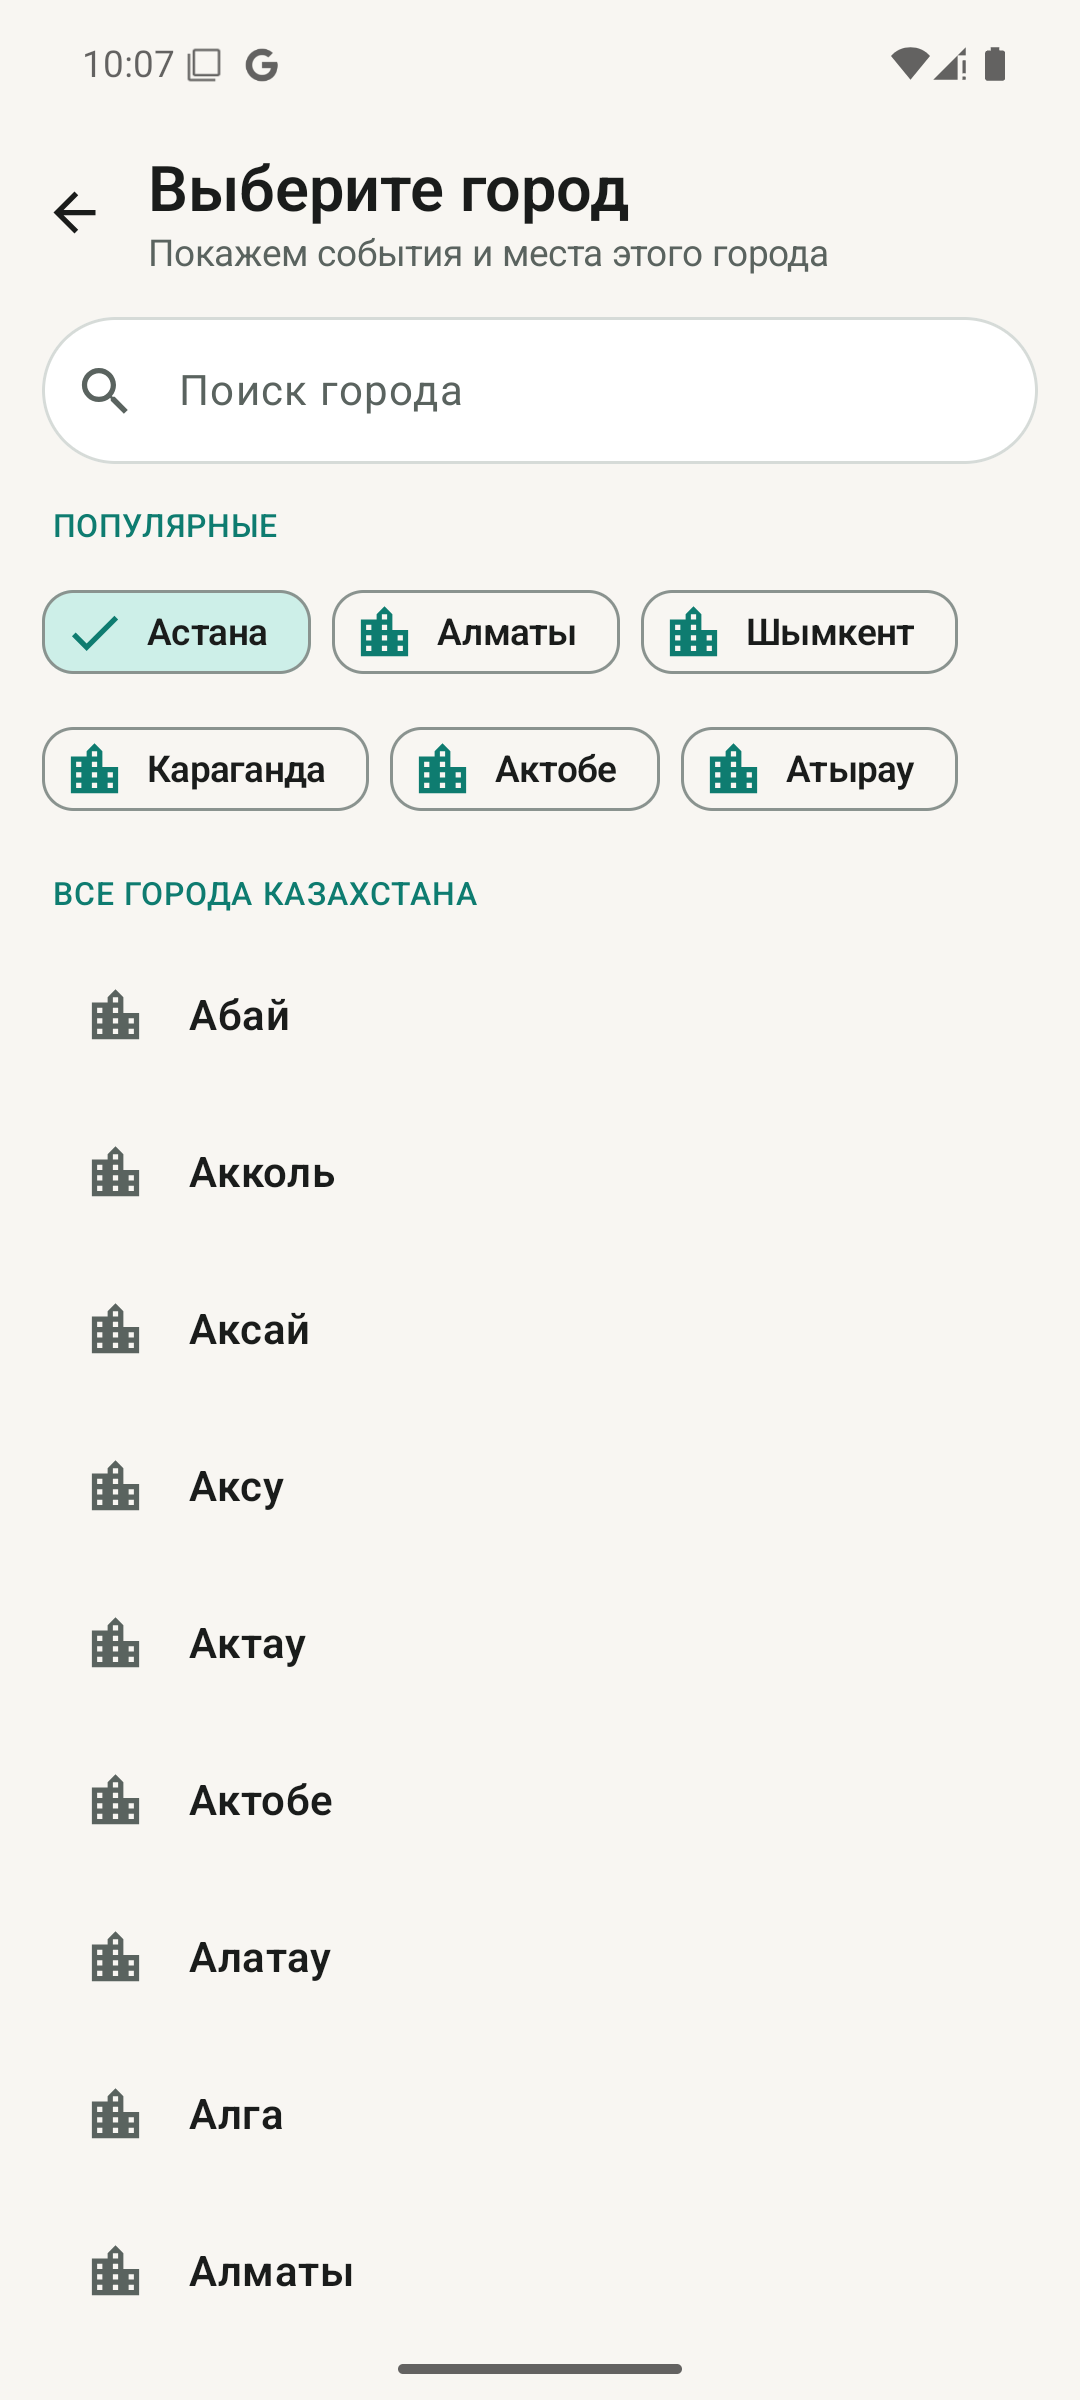 10:07
Выберите город
Покажем события и места этого города
Поиск города
ПОПУЛЯРНЫЕ
Астана Алматы Шымкент
Караганда Актобе Атырау
ВСЕ ГОРОДА КАЗАХСТАНА
Абай
Акколь
Аксай
Аксу
Актау
Актобе
Алатау
Алга
Алматы